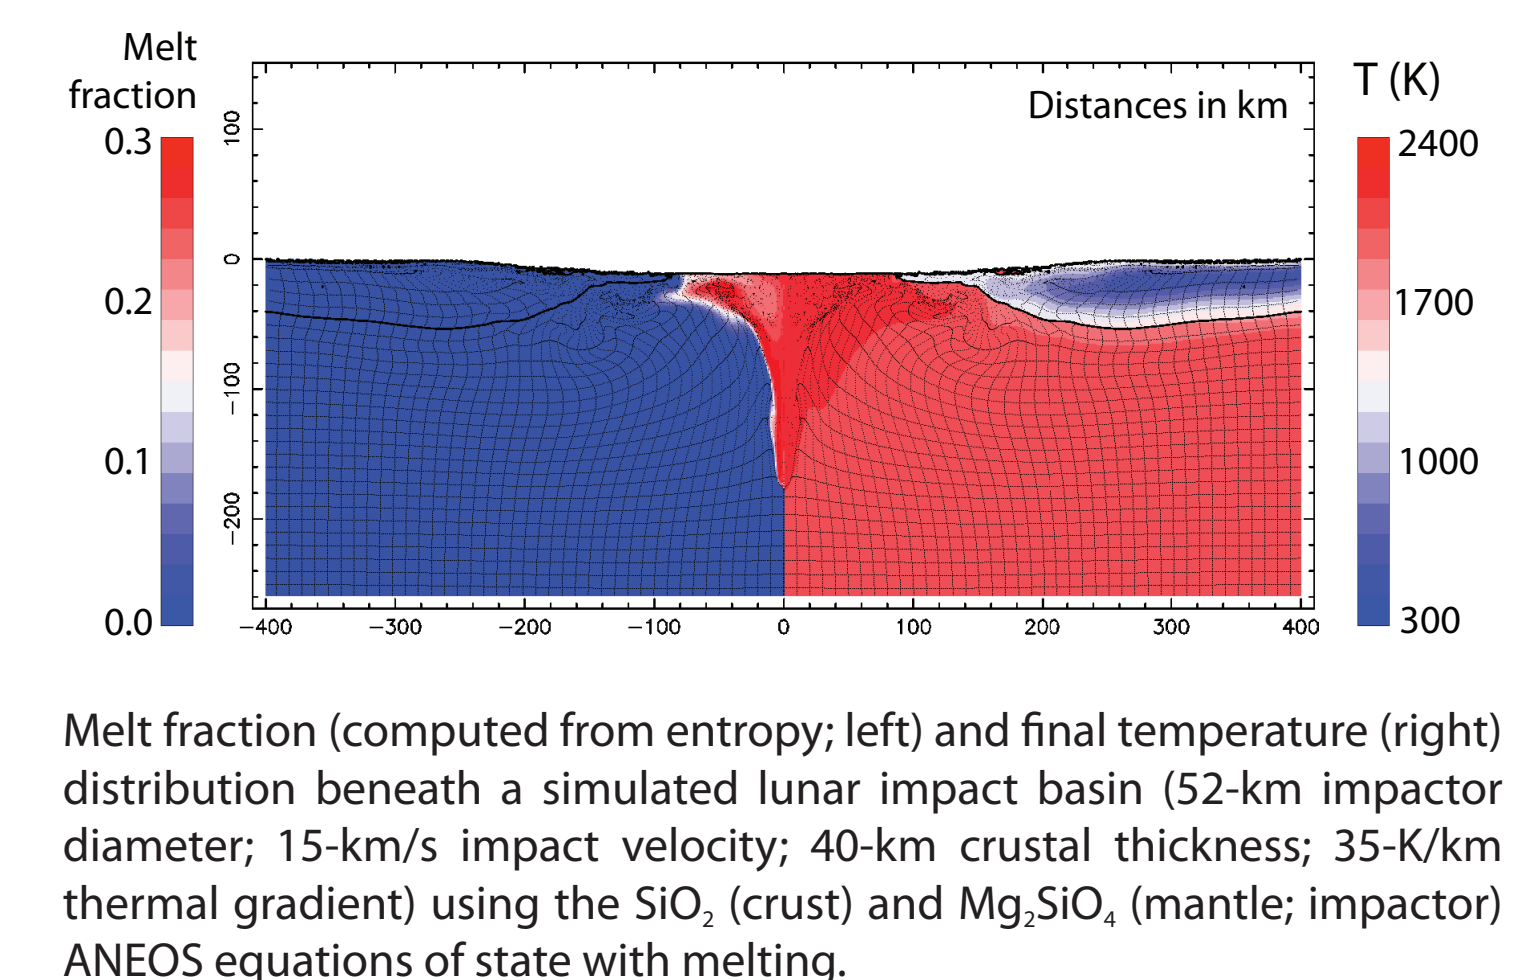 Melt
fraction
0.3
0.2
0.1
0.0
Distances in km
100
0
−100
−200
−400 −300 −200 −100 0 100 200 300 400
T (K)
2400
1700
1000
300
Melt fraction (computed from entropy; left) and final temperature (right)
distribution beneath a simulated lunar impact basin (52-km impactor
diameter; 15-km/s impact velocity; 40-km crustal thickness; 35-K/km
thermal gradient) using the SiO₂ (crust) and Mg₂SiO₄ (mantle; impactor)
ANEOS equations of state with melting.